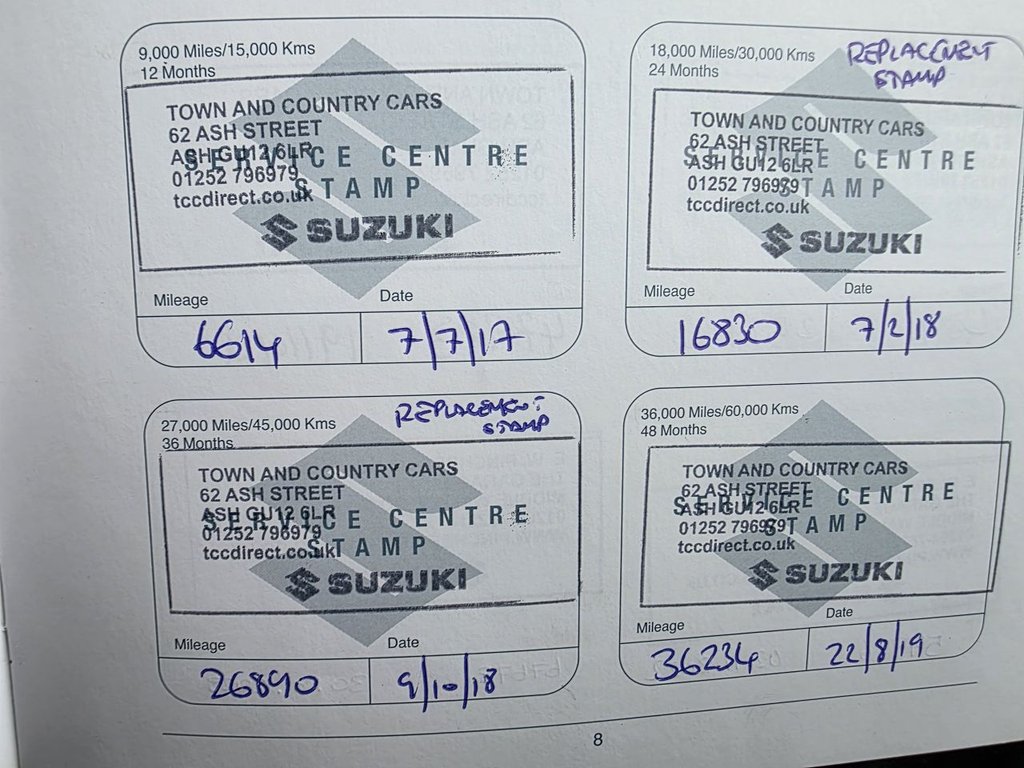 9,000 Miles/15,000 Kms
12 Months
TOWN AND COUNTRY CARS
62 ASH STREET
ASH GU12 6LR
SERVICE CENTRE
01252 796979
STAMP
tccdirect.co.uk
SUZUKI
Mileage Date
6614 7/7/17
18,000 Miles/30,000 Kms
24 Months
REPLACEMENT
STAMP
TOWN AND COUNTRY CARS
62 ASH STREET
ASH GU12 6LR
SERVICE CENTRE
01252 796979
STAMP
tccdirect.co.uk
SUZUKI
Mileage Date
16830 7/2/18
27,000 Miles/45,000 Kms
36 Months
REPLACEMENT
STAMP
TOWN AND COUNTRY CARS
62 ASH STREET
ASH GU12 6LR
SERVICE CENTRE
01252 796979
STAMP
tccdirect.co.uk
SUZUKI
Mileage Date
26890 9/10/18
36,000 Miles/60,000 Kms
48 Months
TOWN AND COUNTRY CARS
62 ASH STREET
ASH GU12 6LR
SERVICE CENTRE
01252 796979
STAMP
tccdirect.co.uk
SUZUKI
Mileage Date
36234 22/8/19
8